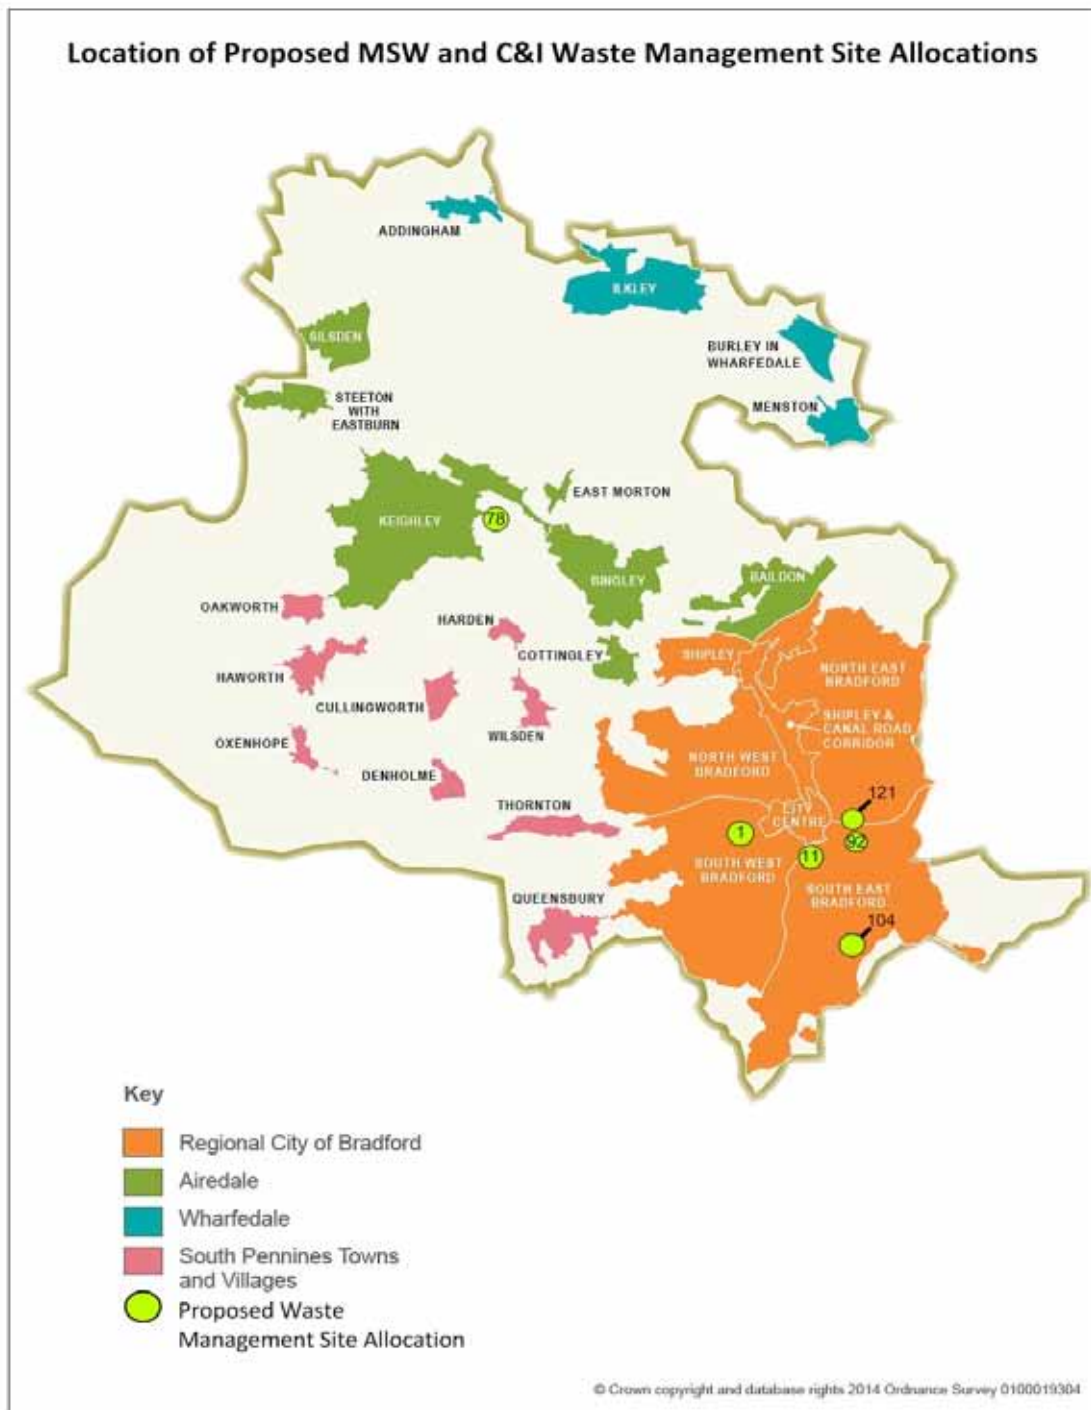 Location of Proposed MSW and C&I Waste Management Site Allocations
ADDINGHAM
ILKLEY
SILSDEN
BURLEY IN
WHARFEDALE
STEETON
WITH
EASTBURN
MENSTON
EAST MORTON
KEIGHLEY
78
BINGLEY
BAILDON
OAKWORTH
HARDEN
SHIPLEY
COTTINGLEY
NORTH EAST
BRADFORD
HAWORTH
CULLINGWORTH
WILSDEN
SHIPLEY &
CANAL ROAD
CORRIDOR
OXENHOPE
NORTH WEST
BRADFORD
DENHOLME
THORNTON
CITY
CENTRE
121
1
92
11
SOUTH WEST
BRADFORD
SOUTH EAST
BRADFORD
QUEENSBURY
104
Key
Regional City of Bradford
Airedale
Wharfedale
South Pennines Towns
and Villages
Proposed Waste
Management Site Allocation
© Crown copyright and database rights 2014 Ordnance Survey 0100019304